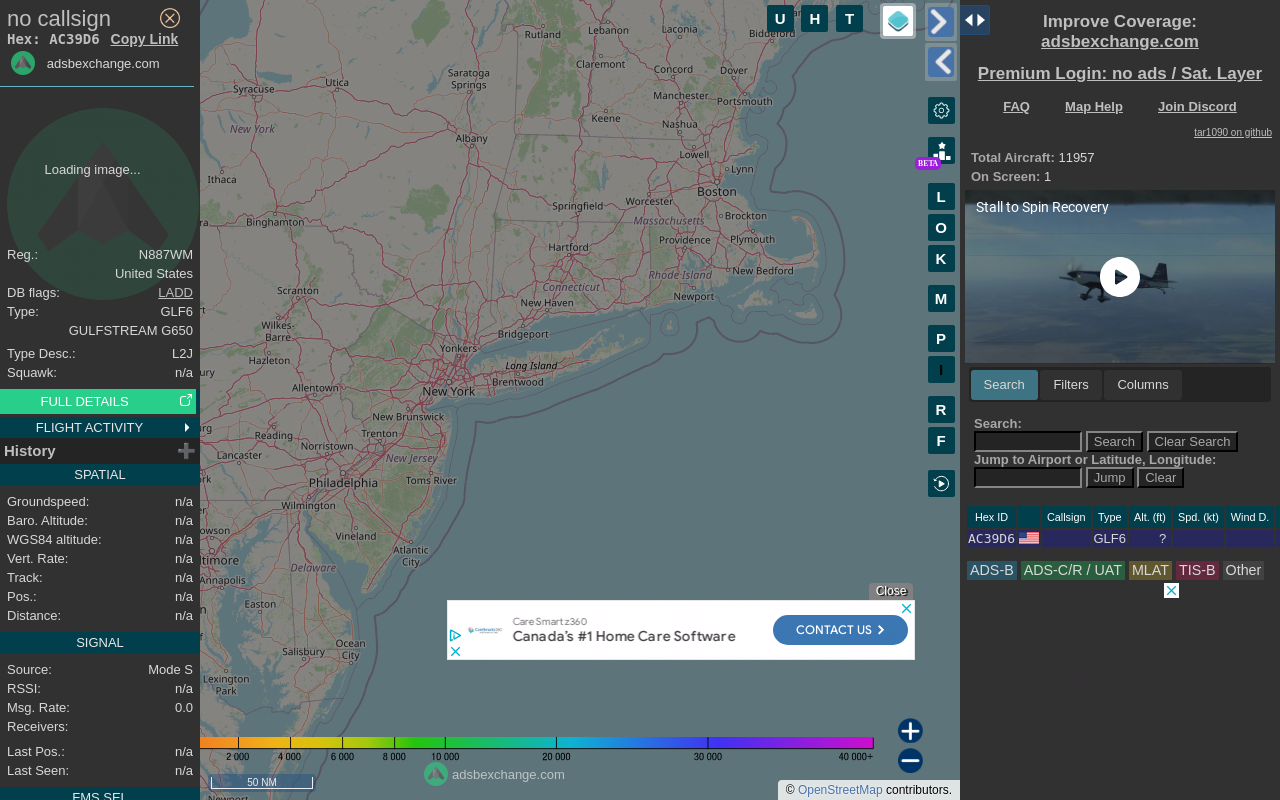 no callsign
Hex: AC39D6 Copy Link
adsbexchange.com
Loading image...
Reg.: N887WM
United States
DB flags: LADD
Type: GLF6
GULFSTREAM G650
Type Desc.: L2J
Squawk: n/a
FULL DETAILS
FLIGHT ACTIVITY
History
SPATIAL
Groundspeed: n/a
Baro. Altitude: n/a
WGS84 altitude: n/a
Vert. Rate: n/a
Track: n/a
Pos.: n/a
Distance: n/a
SIGNAL
Source: Mode S
RSSI: n/a
Msg. Rate: 0.0
Receivers:
Last Pos.: n/a
Last Seen: n/a
FMS SEL
U H T
L
O
K
M
P
I
R
F
BETA
Rutland
Lebanon
Laconia
Biddeford
Claremont
Concord
Dover
Saratoga
Springs
Utica
Syracuse
Manchester
Portsmouth
Keene
Nashua
New York
Albany
Lowell
Lynn
Ithaca
Boston
Worcester
Springfield
Massachusetts
Brockton
Binghamton
Hartford
Providence
Plymouth
Rhode Island
New Bedford
Connecticut
Newport
Scranton
New Haven
Wilkes-
Barre
Bridgeport
Hazleton
Yonkers
Long Island
Brentwood
Allentown
New York
New Brunswick
Reading
Trenton
Norristown
Lancaster
New Jersey
Philadelphia
Toms River
Wilmington
Vineland
Atlantic
City
Delaware
Annapolis
Easton
Ocean
City
Salisbury
Lexington
Park
Close
CareSmartz360
Canada's #1 Home Care Software
CONTACT US
2 000 4 000 6 000 8 000 10 000 20 000 30 000 40 000+
adsbexchange.com
50 NM
© OpenStreetMap contributors.
Improve Coverage:
adsbexchange.com
Premium Login: no ads / Sat. Layer
FAQ Map Help Join Discord
tar1090 on github
Total Aircraft: 11957
On Screen: 1
Stall to Spin Recovery
Search Filters Columns
Search:
Search Clear Search
Jump to Airport or Latitude, Longitude:
Jump Clear
Hex ID Callsign Type Alt. (ft) Spd. (kt) Wind D.
AC39D6 GLF6 ?
ADS-B ADS-C/R / UAT MLAT TIS-B Other